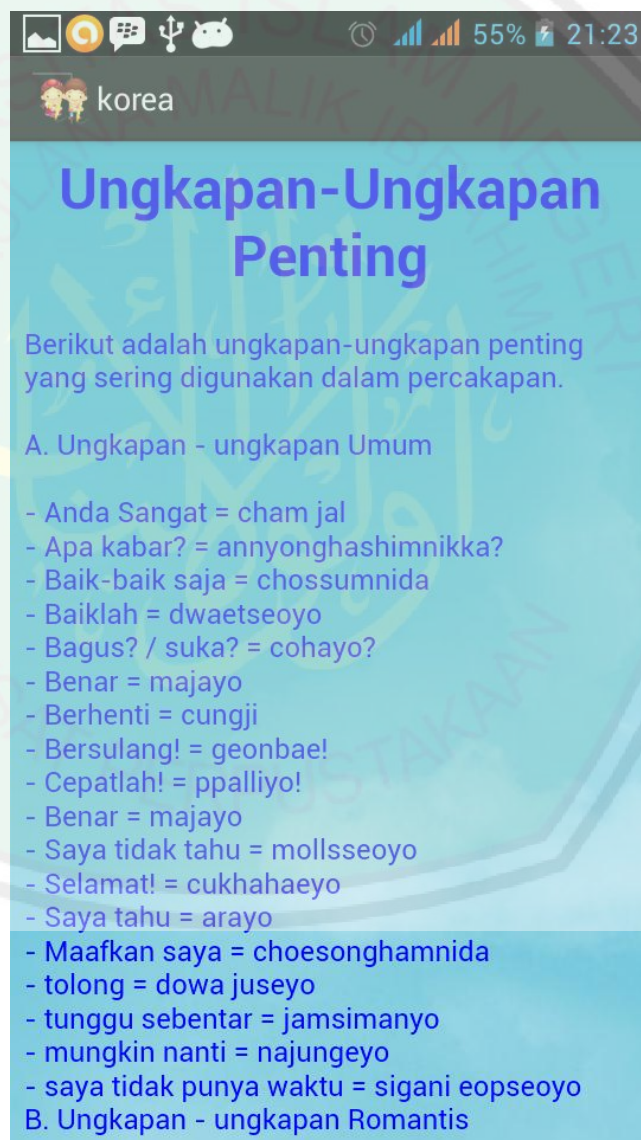 55% 21:23
korea
Ungkapan-Ungkapan
Penting
Berikut adalah ungkapan-ungkapan penting
yang sering digunakan dalam percakapan.
A. Ungkapan - ungkapan Umum
- Anda Sangat = cham jal
- Apa kabar? = annyonghashimnikka?
- Baik-baik saja = chossumnida
- Baiklah = dwaetseoyo
- Bagus? / suka? = cohayo?
- Benar = majayo
- Berhenti = cungji
- Bersulang! = geonbae!
- Cepatlah! = ppalliyo!
- Benar = majayo
- Saya tidak tahu = mollsseoyo
- Selamat! = cukhahaeyo
- Saya tahu = arayo
- Maafkan saya = choesonghamnida
- tolong = dowa juseyo
- tunggu sebentar = jamsimanyo
- mungkin nanti = najungeyo
- saya tidak punya waktu = sigani eopseoyo
B. Ungkapan - ungkapan Romantis